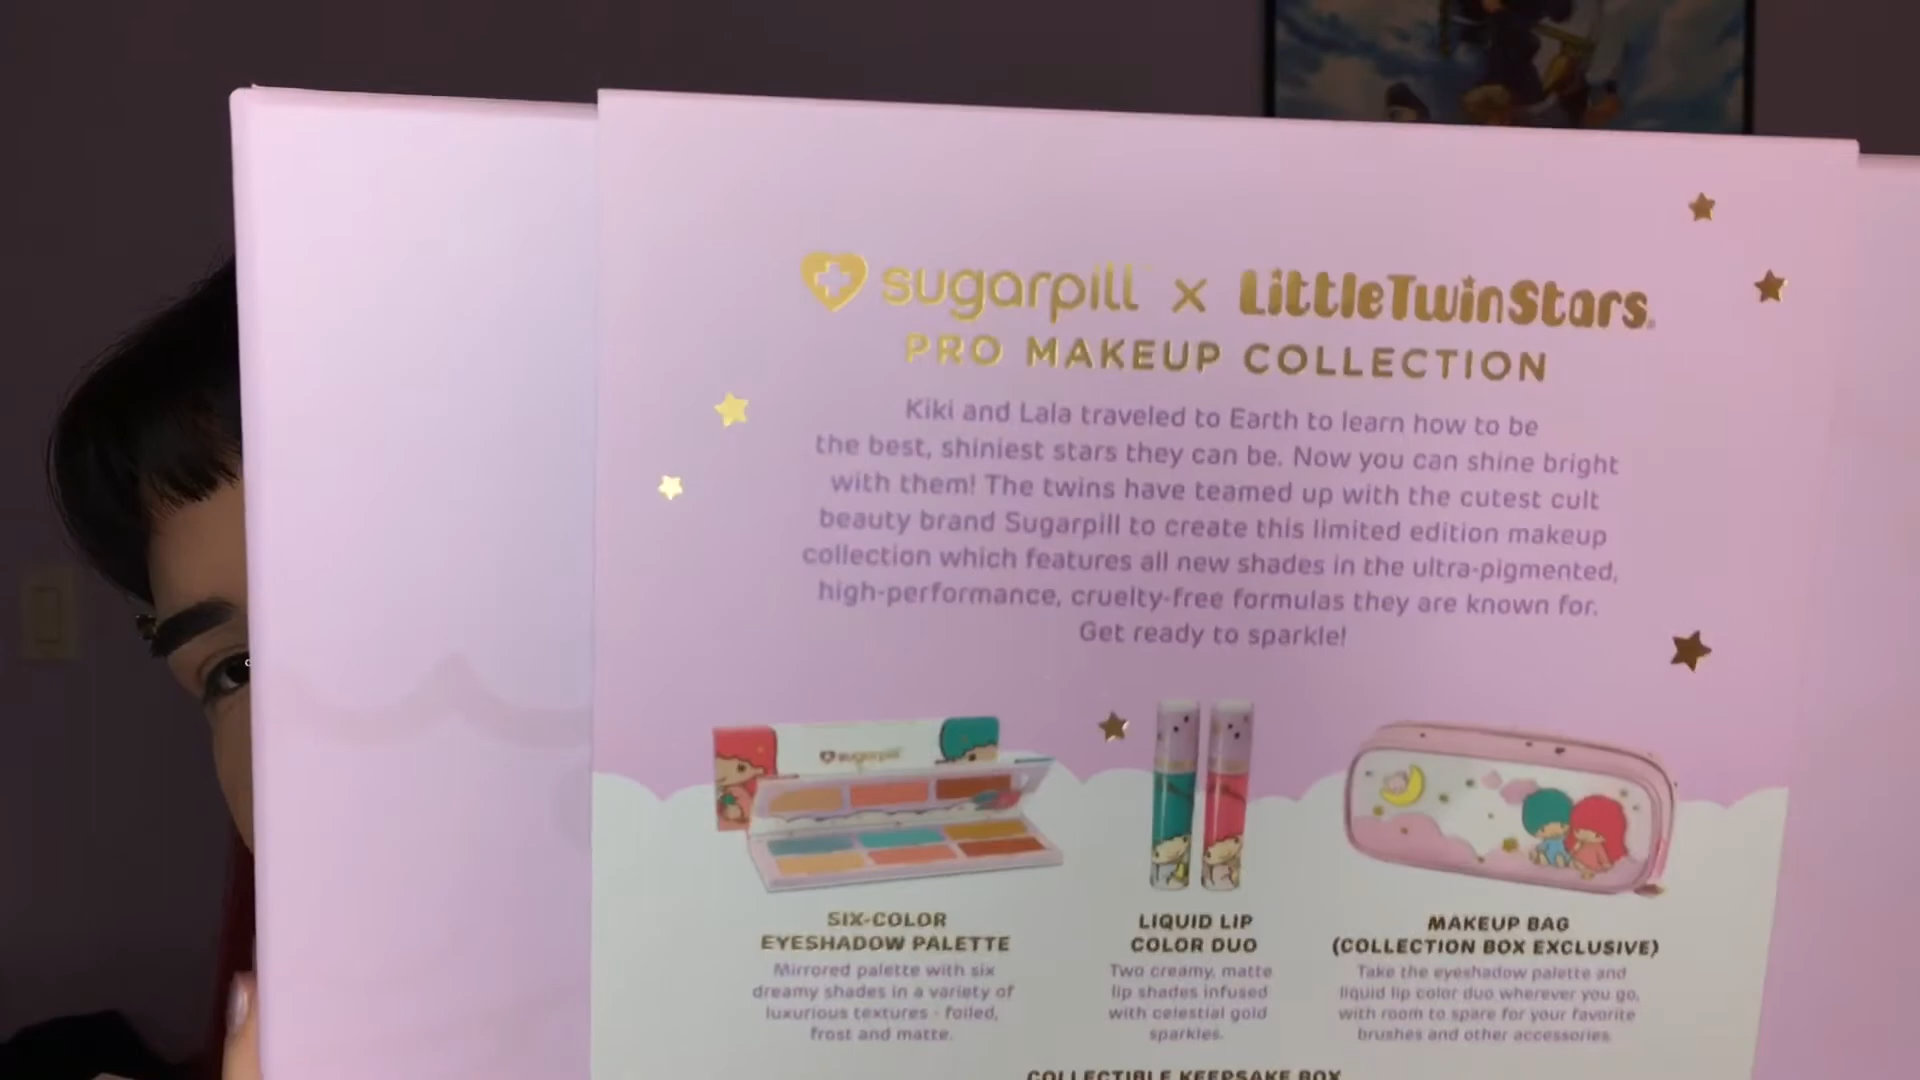 sugarpill x LittleTwinStars.
PRO MAKEUP COLLECTION
Kiki and Lala traveled to Earth to learn how to be
the best, shiniest stars they can be. Now you can shine bright
with them! The twins have teamed up with the cutest cult
beauty brand Sugarpill to create this limited edition makeup
collection which features all new shades in the ultra-pigmented,
high-performance, cruelty-free formulas they are known for.
Get ready to sparkle!
sugarpill
SIX-COLOR
EYESHADOW PALETTE
Mirrored palette with six
dreamy shades in a variety of
luxurious textures - foiled,
frost and matte.
LIQUID LIP
COLOR DUO
Two creamy, matte
lip shades infused
with celestial gold
sparkles.
MAKEUP BAG
(COLLECTION BOX EXCLUSIVE)
Take the eyeshadow palette and
liquid lip color duo wherever you go,
with room to spare for your favorite
brushes and other accessories.
COLLECTIBLE KEEPSAKE BOX